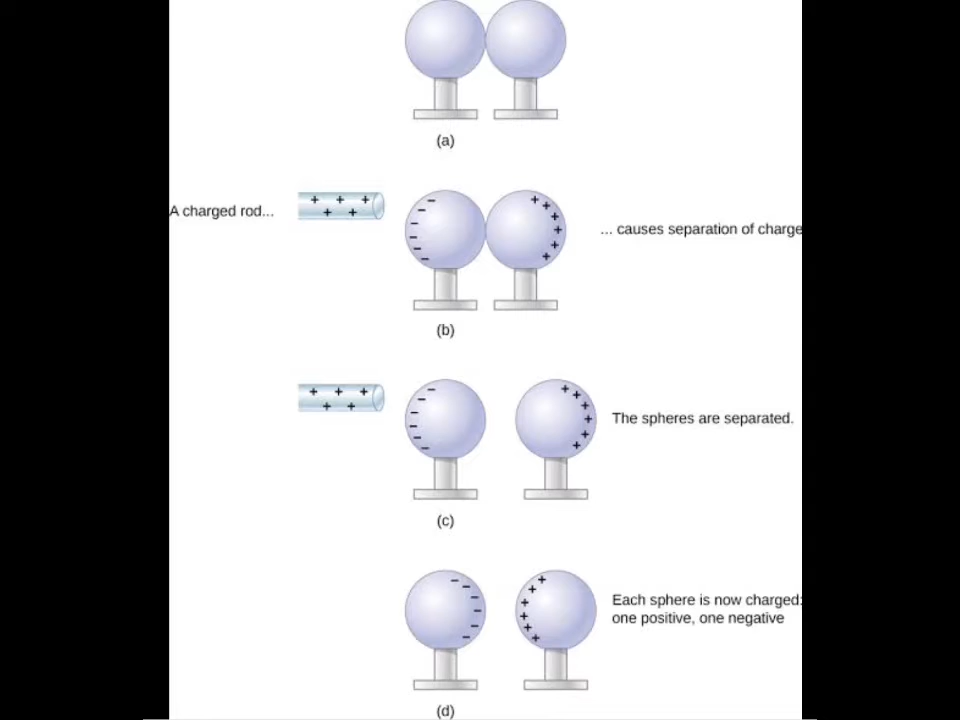 (a)
A charged rod...
+ + +
+ +
− − − − − −
+ + + + + +
... causes separation of charge
(b)
+ + +
+ +
− − − − − −
+ + + + + +
The spheres are separated.
(c)
− − − − − −
+ + + + + +
Each sphere is now charged:
one positive, one negative
(d)